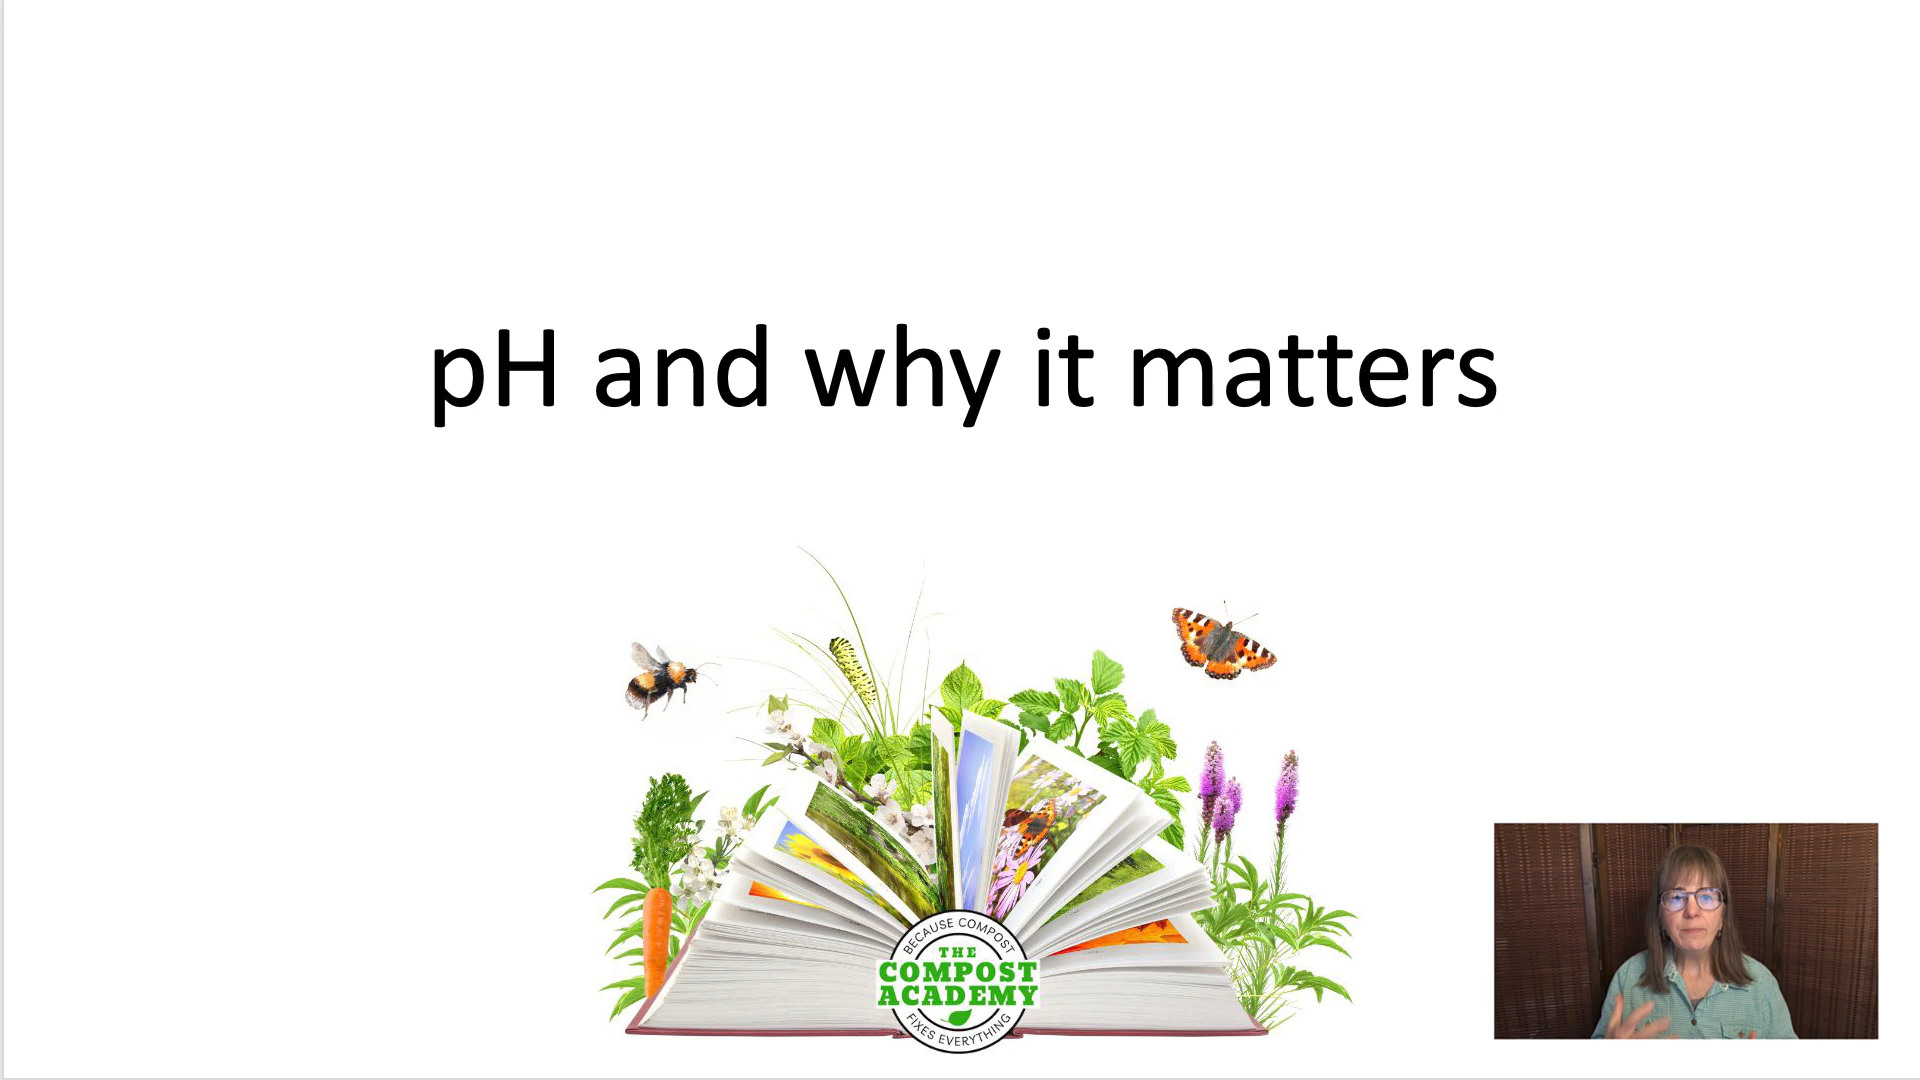 pH and why it matters
BECAUSE COMPOST
THE
COMPOST
ACADEMY
FIXES EVERYTHING